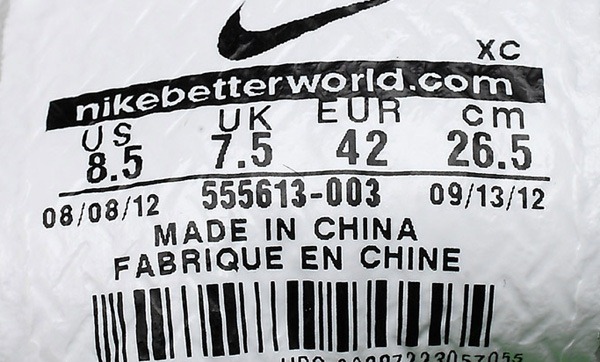 XC
nikebetterworld.com
US UK EUR cm
8.5 7.5 42 26.5
08/08/12 555613-003 09/13/12
MADE IN CHINA
FABRIQUE EN CHINE